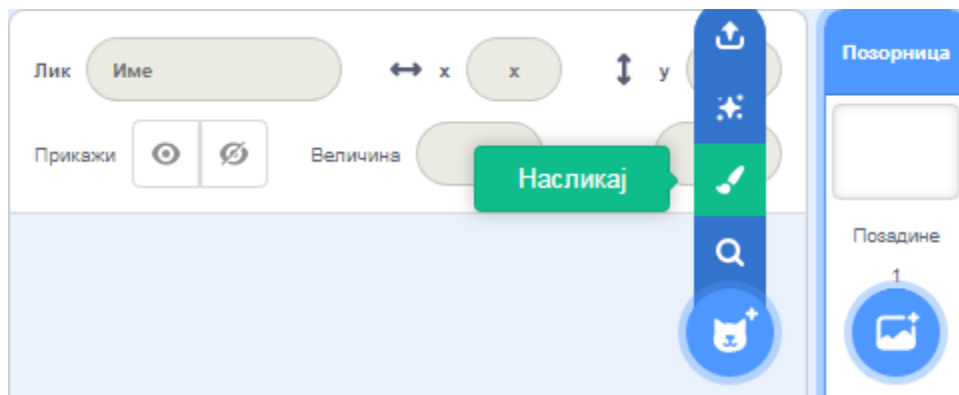 Лик Име x x y Позорница
Прикажи Величина
Насликај
Позадине
1